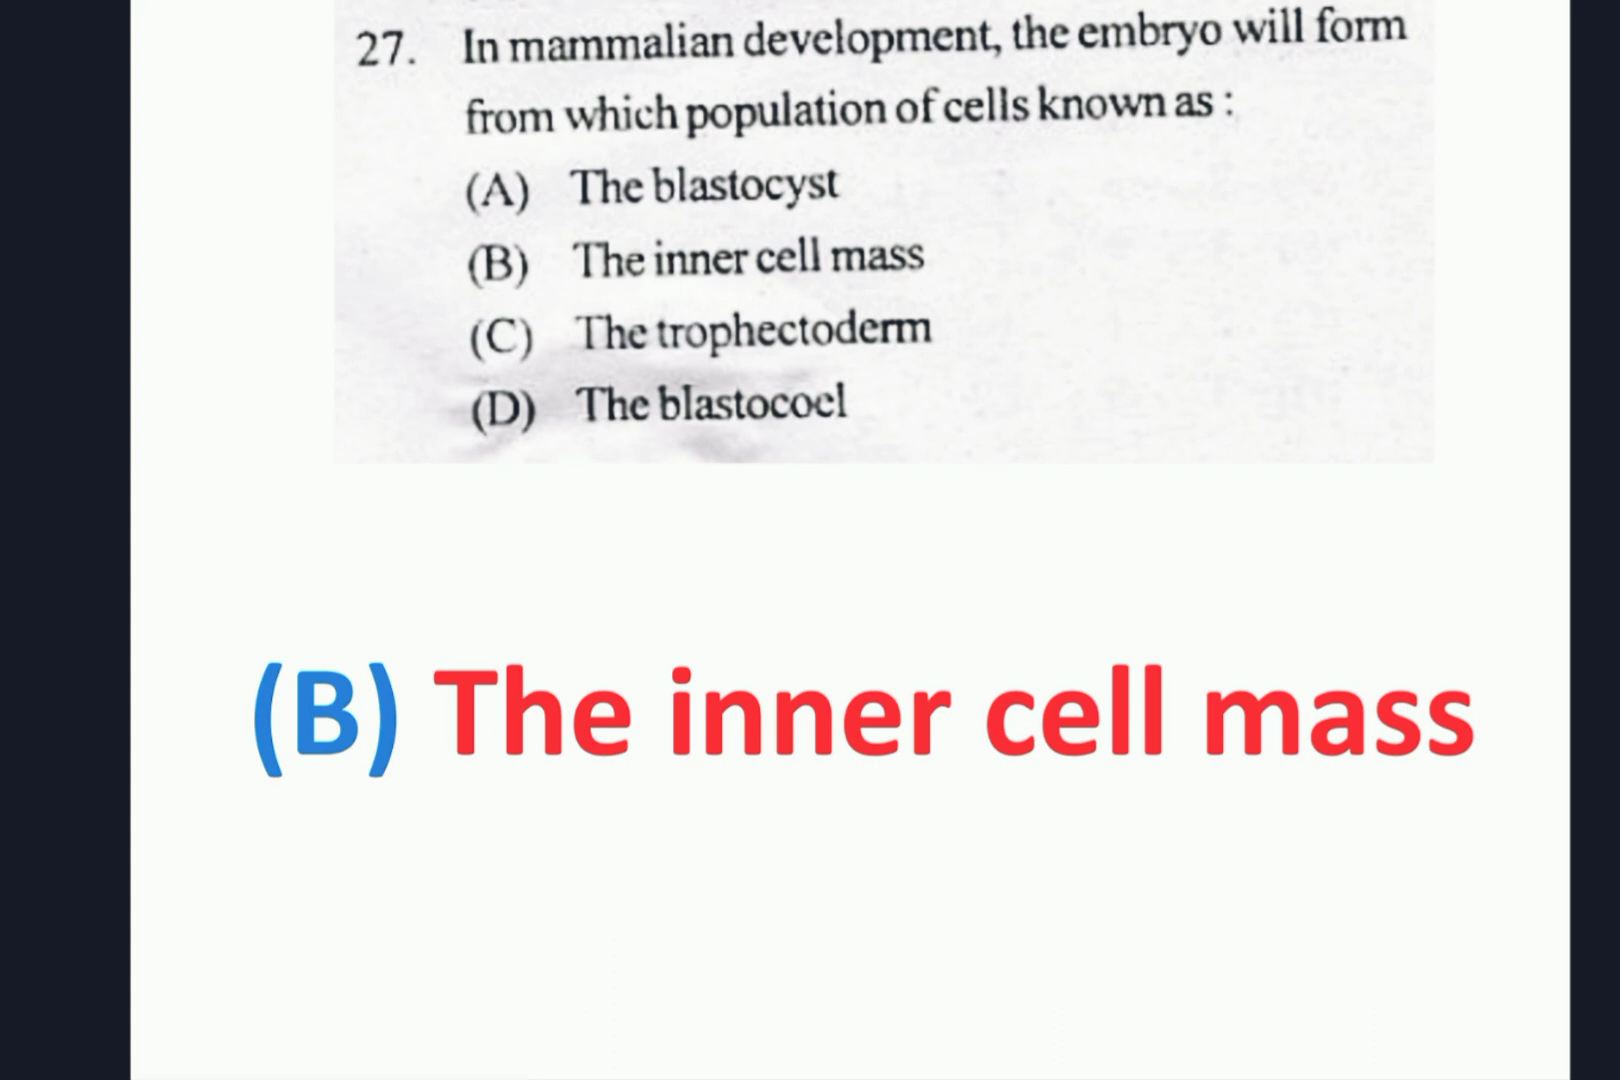 27. In mammalian development, the embryo will form
from which population of cells known as :
(A) The blastocyst
(B) The inner cell mass
(C) The trophectoderm
(D) The blastocoel
(B) The inner cell mass